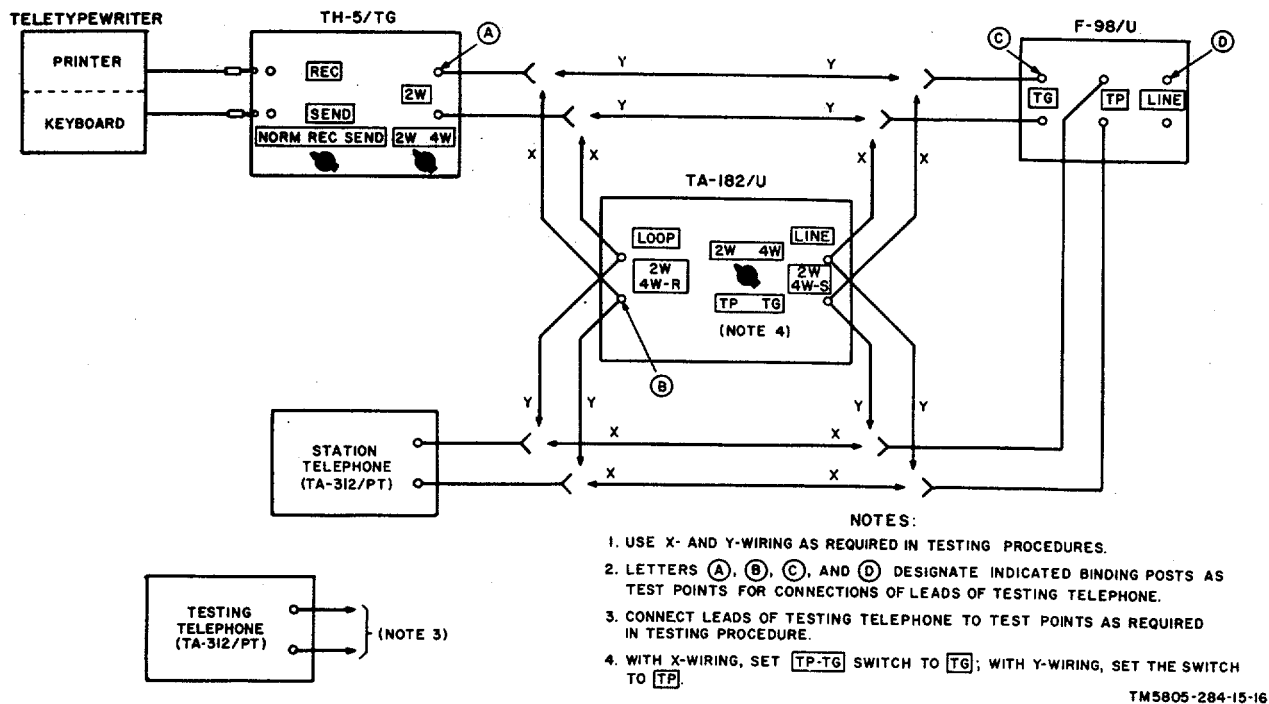 TELETYPEWRITER
PRINTER
KEYBOARD
TH-5/TG
A
REC
2W
SEND
NORM REC SEND
2W 4W
F-98/U
C
D
TG
TP
LINE
Y
Y
Y
Y
X
X
X
X
TA-182/U
LOOP
2W
4W-R
2W 4W
TP TG
(NOTE 4)
LINE
2W
4W-S
B
Y
Y
Y
Y
X
X
X
X
STATION
TELEPHONE
(TA-312/PT)
TESTING
TELEPHONE
(TA-312/PT)
(NOTE 3)
NOTES:
1. USE X- AND Y-WIRING AS REQUIRED IN TESTING PROCEDURES.
2. LETTERS A, B, C, AND D DESIGNATE INDICATED BINDING POSTS AS
TEST POINTS FOR CONNECTIONS OF LEADS OF TESTING TELEPHONE.
3. CONNECT LEADS OF TESTING TELEPHONE TO TEST POINTS AS REQUIRED
IN TESTING PROCEDURE.
4. WITH X-WIRING, SET TP-TG SWITCH TO TG; WITH Y-WIRING, SET THE SWITCH
TO TP.
TM5805-284-15-16